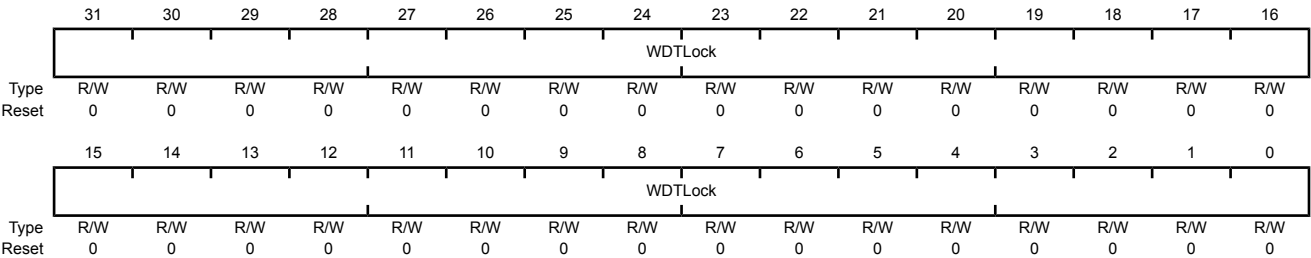 31 30 29 28 27 26 25 24 23 22 21 20 19 18 17 16
WDTLock
Type R/W R/W R/W R/W R/W R/W R/W R/W R/W R/W R/W R/W R/W R/W R/W R/W
Reset 0 0 0 0 0 0 0 0 0 0 0 0 0 0 0 0
15 14 13 12 11 10 9 8 7 6 5 4 3 2 1 0
WDTLock
Type R/W R/W R/W R/W R/W R/W R/W R/W R/W R/W R/W R/W R/W R/W R/W R/W
Reset 0 0 0 0 0 0 0 0 0 0 0 0 0 0 0 0